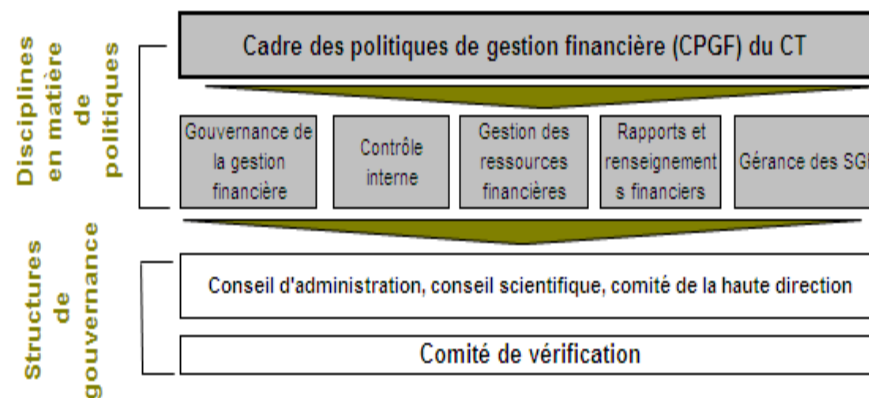 Disciplines
en matière
de
politiques
Cadre des politiques de gestion financière (CPGF) du CT
Gouvernance de
la gestion
financière
Contrôle
interne
Gestion des
ressources
financières
Rapports et
renseignement
s financiers
Gérance des
Structures
de
gouvernance
Conseil d'administration, conseil scientifique, comité de la haute direction
Comité de vérification